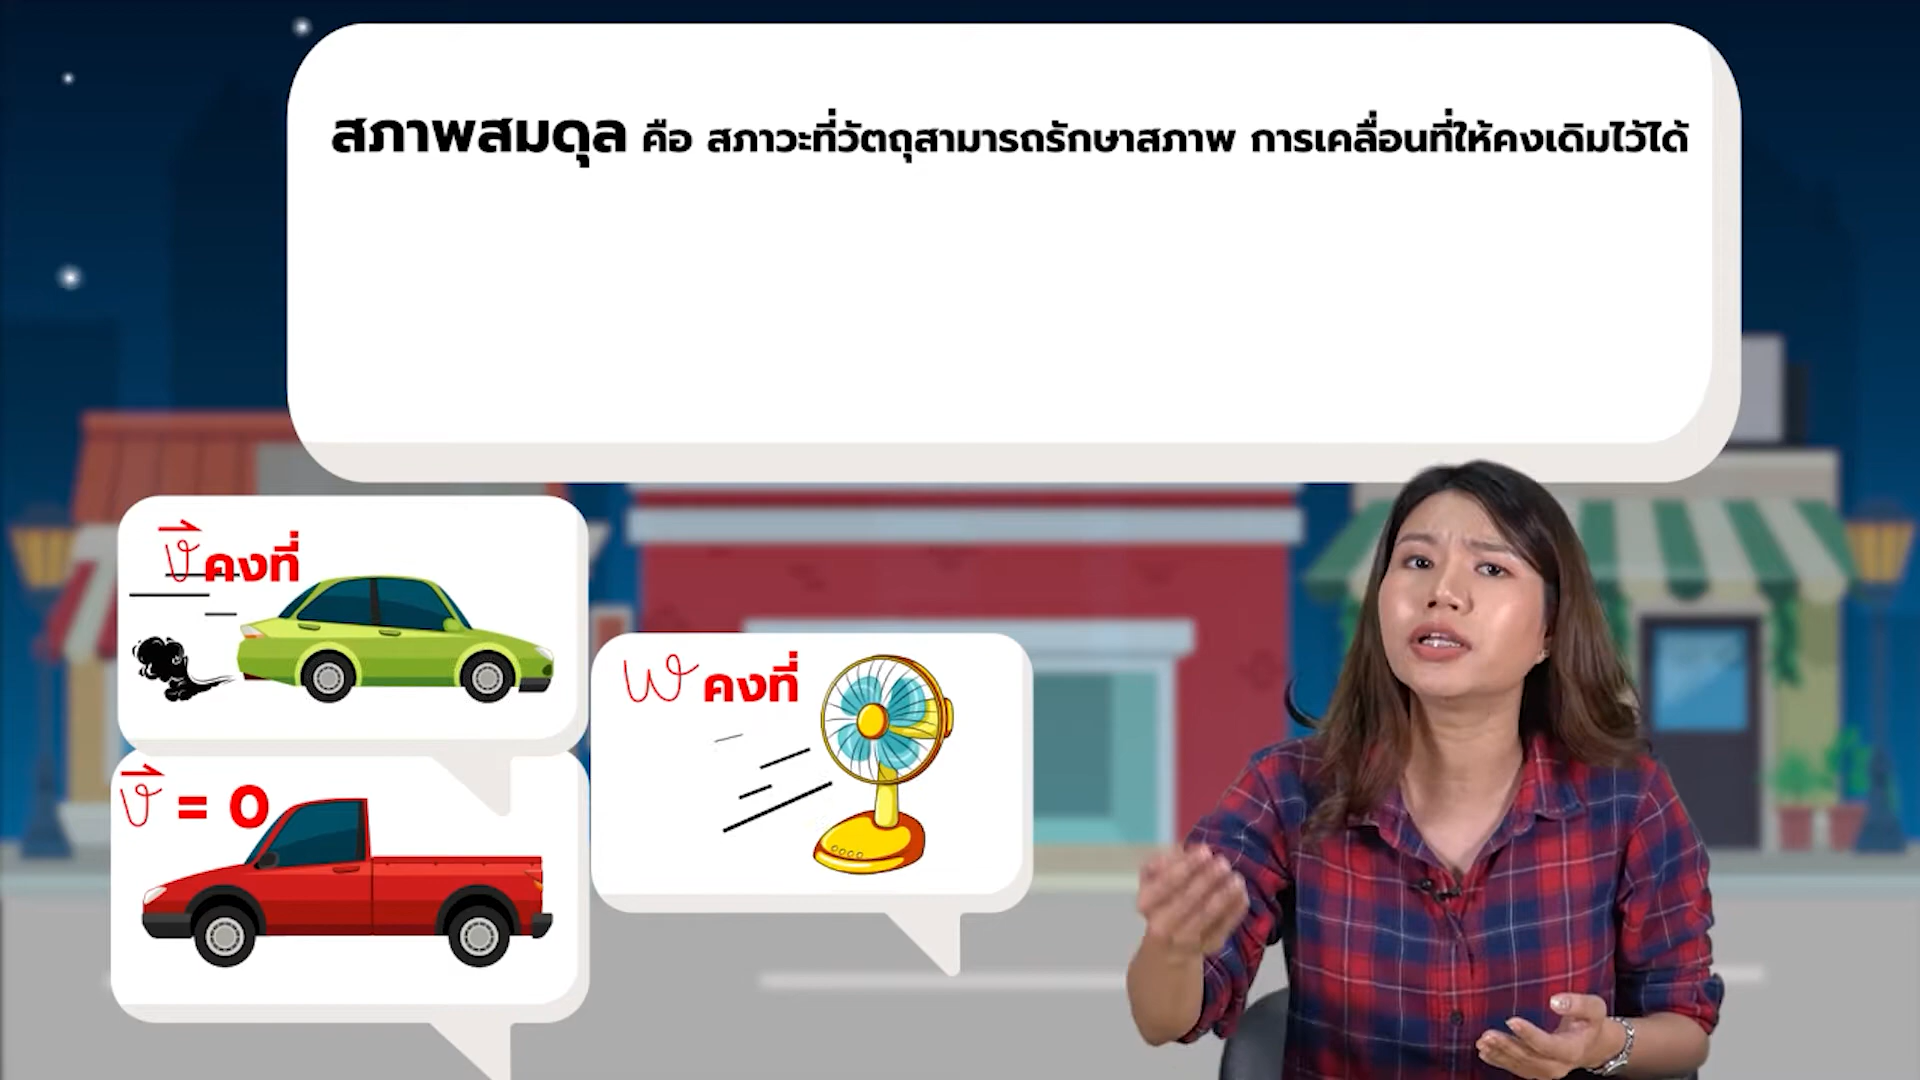 สภาพสมดุล คือ สภาวะที่วัตถุสามารถรักษาสภาพ การเคลื่อนที่ให้คงเดิมไว้ได้
v⃗ คงที่
ω คงที่
v⃗ = 0